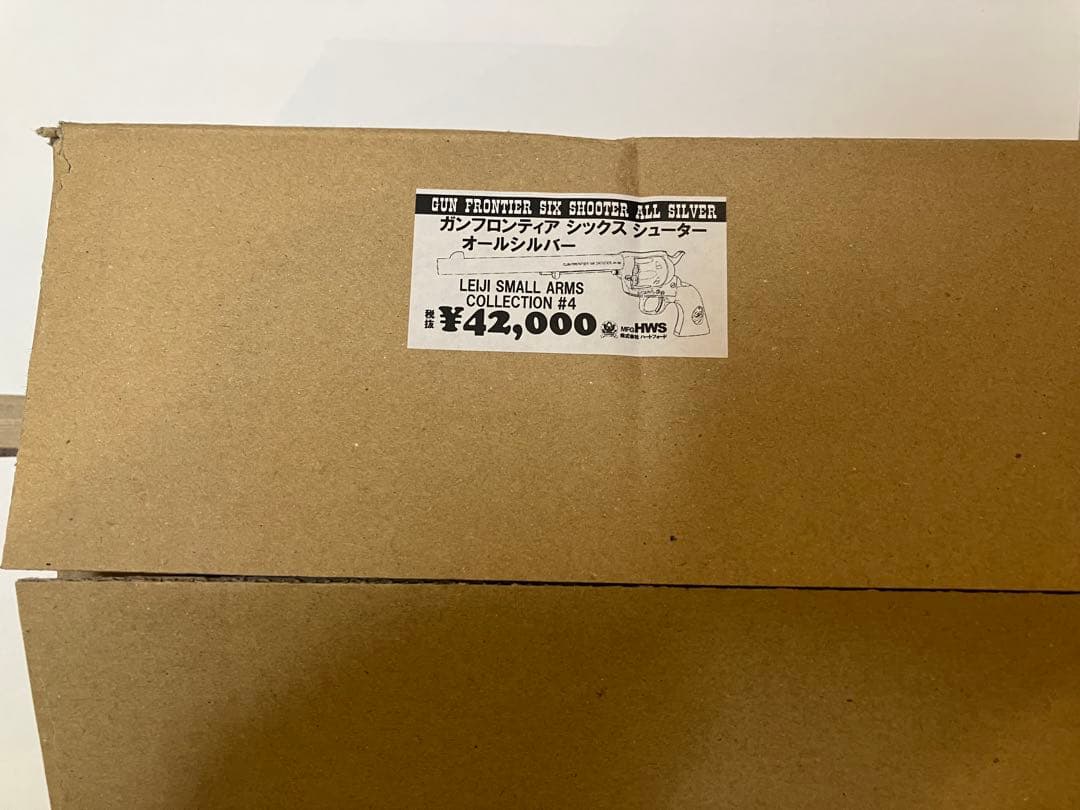 GUN FRONTIER SIX SHOOTER ALL SILVER
ガンフロンティア シックス シューター
オールシルバー
LEIJI SMALL ARMS
COLLECTION #4
税抜 ¥42,000
MFG HWS
株式会社 ハートフォード